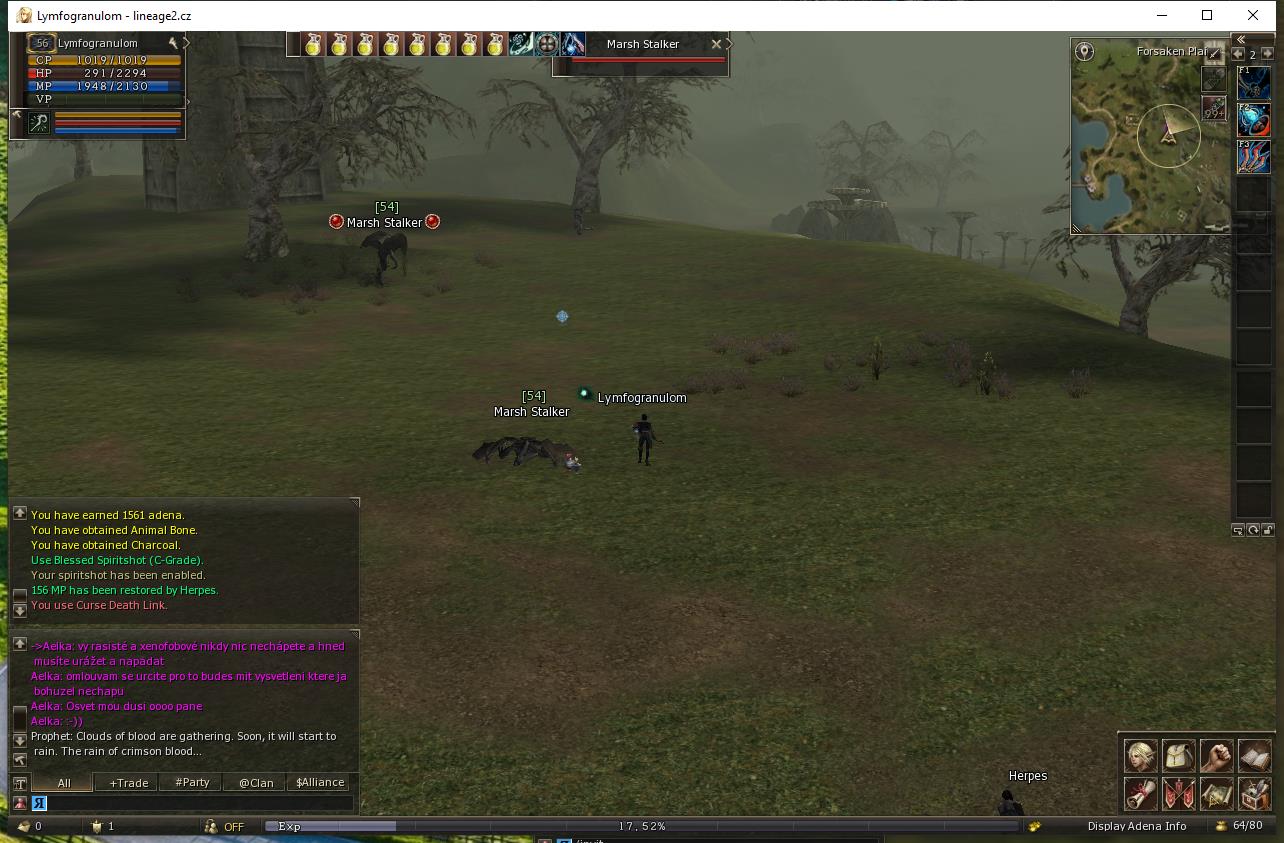 Lymfogranulom - lineage2.cz
56 Lymfogranulom
CP 1019/1019
HP 291/2294
MP 1948/2130
VP
Marsh Stalker
Forsaken Plai
99+
2
F1
F2
F3
[54]
Marsh Stalker
[54]
Marsh Stalker
Lymfogranulom
You have earned 1561 adena.
You have obtained Animal Bone.
You have obtained Charcoal.
Use Blessed Spiritshot (C-Grade).
Your spiritshot has been enabled.
156 MP has been restored by Herpes.
You use Curse Death Link.
->Aelka: vy rasisté a xenofobové nikdy nic nechápete a hned
musíte urážet a napadat
Aelka: omlouvam se urcite pro to budes mit vysvetleni ktere ja
bohuzel nechapu
Aelka: Osvet mou dusi oooo pane
Aelka: :-))
Prophet: Clouds of blood are gathering. Soon, it will start to
rain. The rain of crimson blood...
All +Trade #Party @Clan $Alliance
Я
Herpes
0 1 OFF Exp 17,52% Display Adena Info 64/80